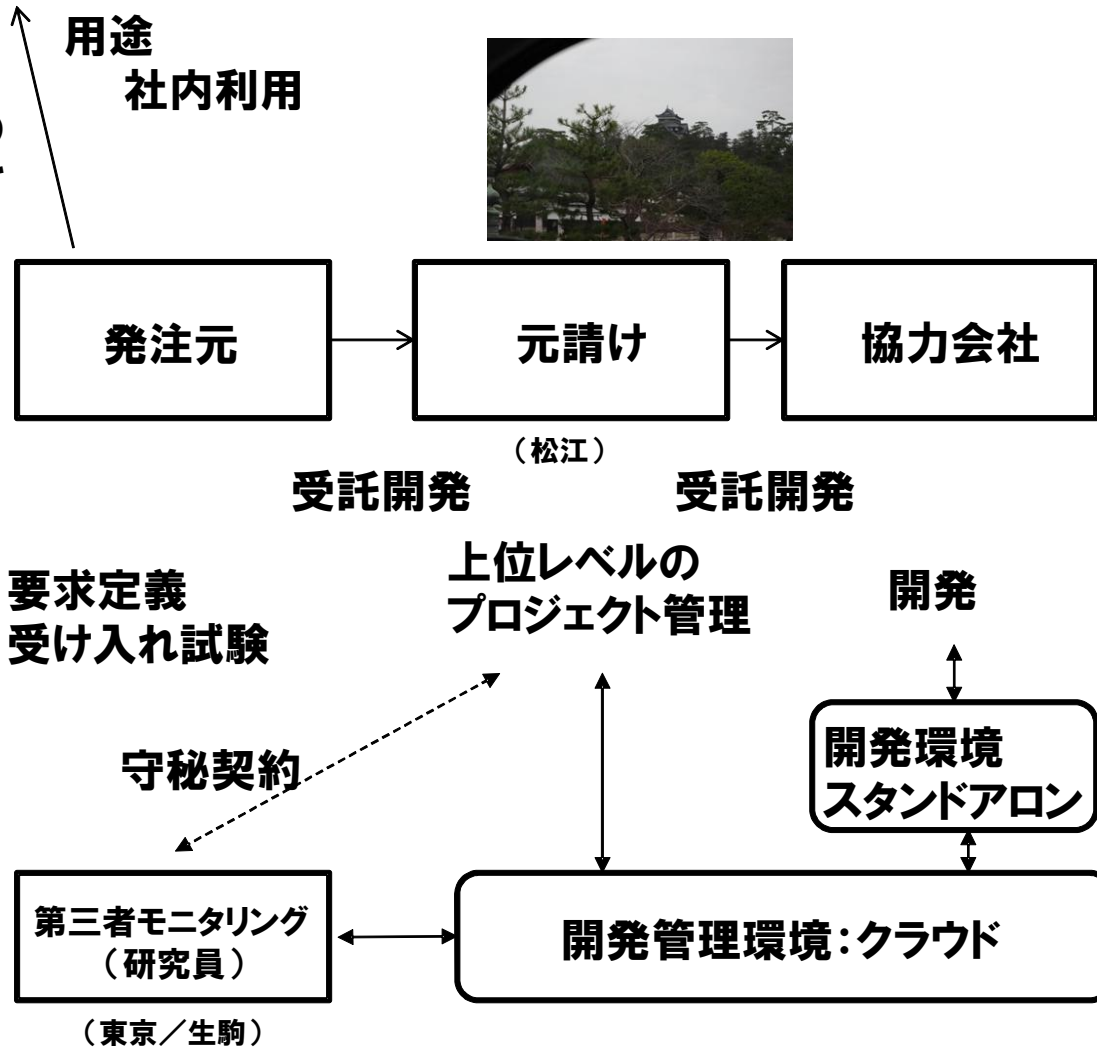 用途
社内利用
発注元
元請け
協力会社
（松江）
受託開発
受託開発
要求定義
受け入れ試験
上位レベルの
プロジェクト管理
開発
守秘契約
開発環境
スタンドアロン
第三者モニタリング
（研究員）
開発管理環境：クラウド
（東京／生駒）